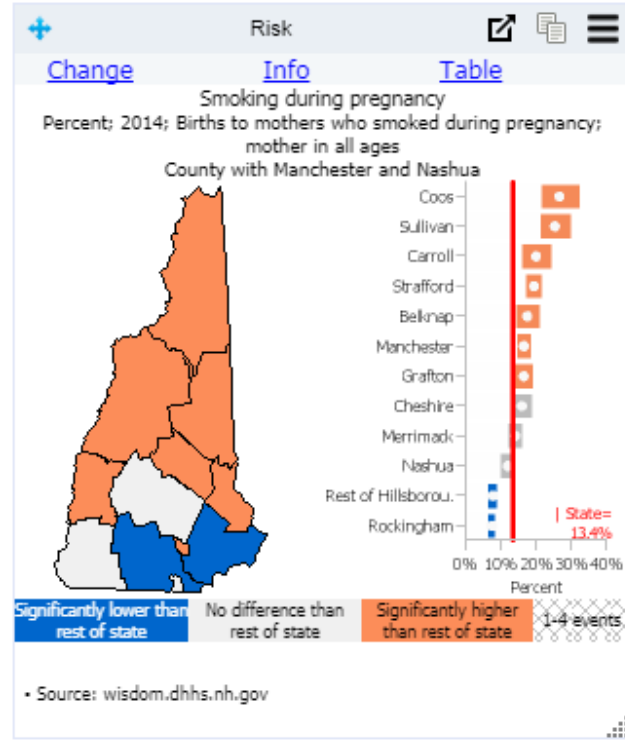 Risk
Change Info Table
Smoking during pregnancy
Percent; 2014; Births to mothers who smoked during pregnancy;
mother in all ages
County with Manchester and Nashua
Coos
Sullivan
Carroll
Strafford
Belknap
Manchester
Grafton
Cheshire
Merrimack
Nashua
Rest of Hillsborou.
Rockingham
| State=
13.4%
0% 10% 20% 30% 40%
Percent
Significantly lower than
rest of state
No difference than
rest of state
Significantly higher
than rest of state
1-4 events
• Source: wisdom.dhhs.nh.gov